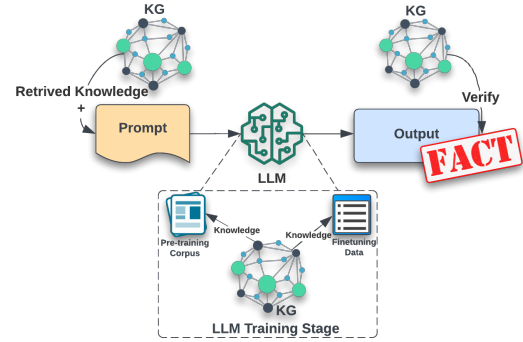 KG
KG
Retrived Knowledge
+
Prompt
LLM
Output
Verify
FACT
Pre-training
Corpus
Knowledge
Knowledge
Finetuning
Data
KG
LLM Training Stage